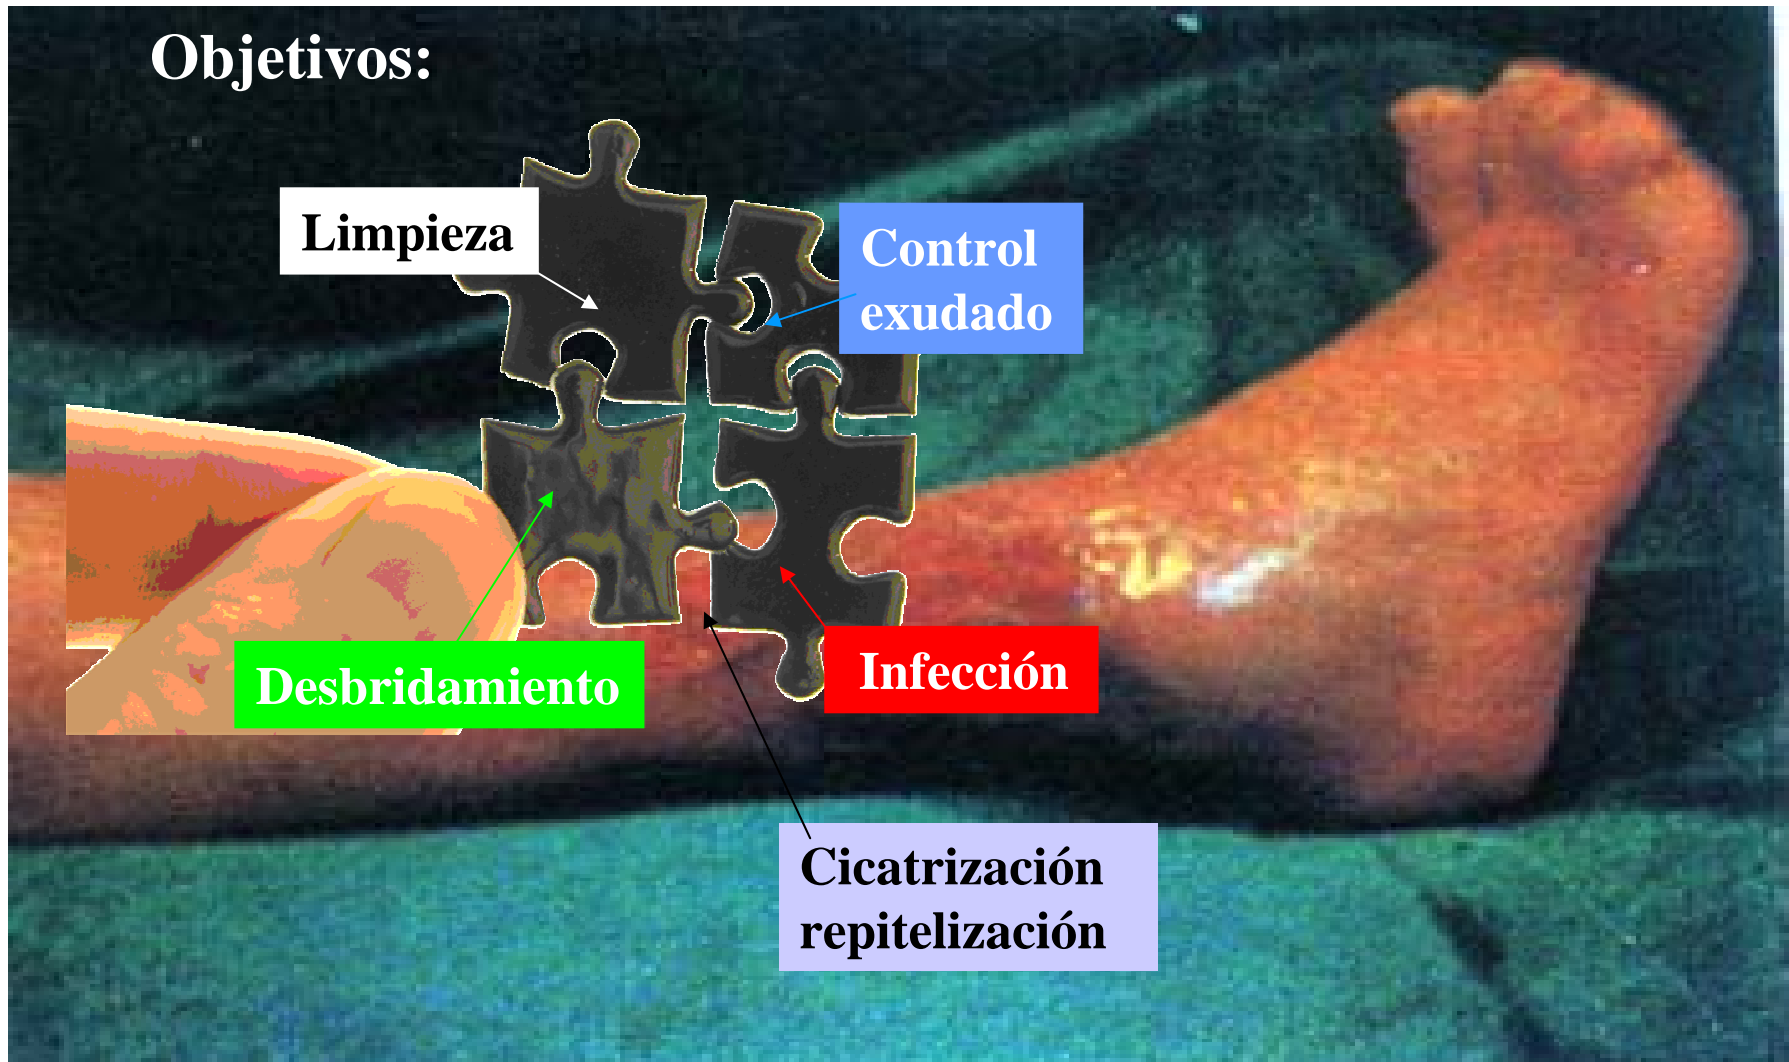 Objetivos:
Limpieza
Control
exudado
Desbridamiento
Infección
Cicatrización
repitelización